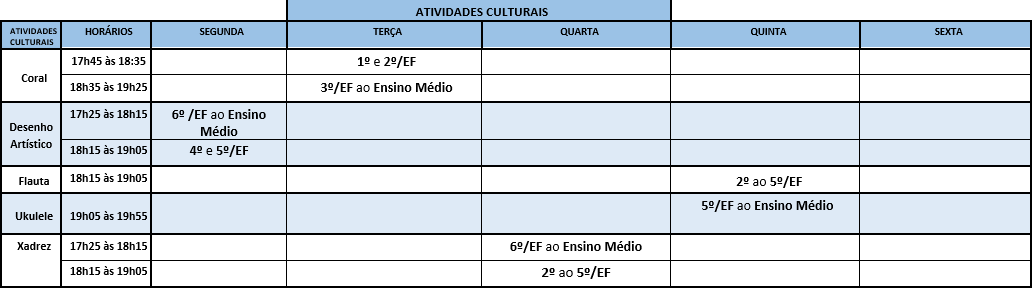 ATIVIDADES CULTURAIS
ATIVIDADES CULTURAIS HORÁRIOS SEGUNDA TERÇA QUARTA QUINTA SEXTA
Coral
17h45 às 18:35 1º e 2º/EF
18h35 às 19h25 3º/EF ao Ensino Médio
Desenho Artístico
17h25 às 18h15 6º /EF ao Ensino Médio
18h15 às 19h05 4º e 5º/EF
Flauta 18h15 às 19h05 2º ao 5º/EF
Ukulele 19h05 às 19h55 5º/EF ao Ensino Médio
Xadrez 17h25 às 18h15 6º/EF ao Ensino Médio
18h15 às 19h05 2º ao 5º/EF